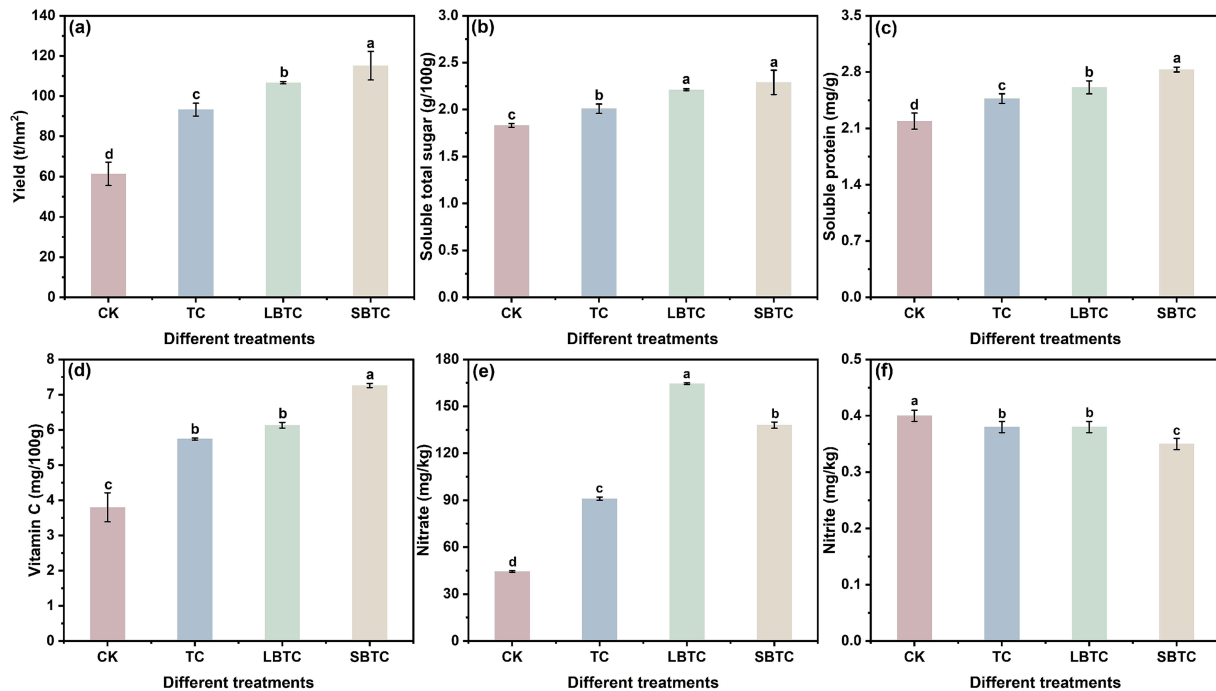 (a)
Yield (t/hm²)
140
120
100
80
60
40
20
0
d
c
b
a
CK TC LBTC SBTC
Different treatments
(b)
Soluble total sugar (g/100g)
3.0
2.5
2.0
1.5
1.0
0.5
0.0
c
b
a
a
CK TC LBTC SBTC
Different treatments
(c)
Soluble protein (mg/g)
3.5
2.8
2.1
1.4
0.7
0.0
d
c
b
a
CK TC LBTC SBTC
Different treatments
(d)
Vitamin C (mg/100g)
8
7
6
5
4
3
2
1
0
c
b
b
a
CK TC LBTC SBTC
Different treatments
(e)
Nitrate (mg/kg)
180
150
120
90
60
30
0
d
c
a
b
CK TC LBTC SBTC
Different treatments
(f)
Nitrite (mg/kg)
0.5
0.4
0.3
0.2
0.1
0.0
a
b
b
c
CK TC LBTC SBTC
Different treatments